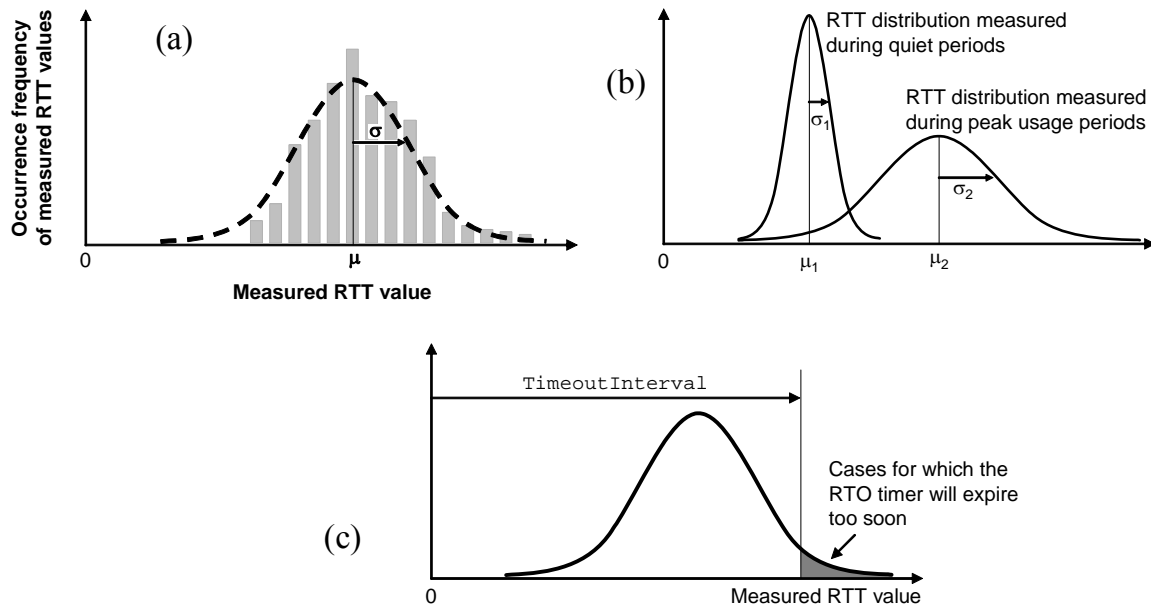 (a)
Occurrence frequency
of measured RTT values
σ
0
μ
Measured RTT value
(b)
RTT distribution measured
during quiet periods
RTT distribution measured
during peak usage periods
σ1
σ2
0
μ1
μ2
(c)
TimeoutInterval
Cases for which the
RTO timer will expire
too soon
0
Measured RTT value